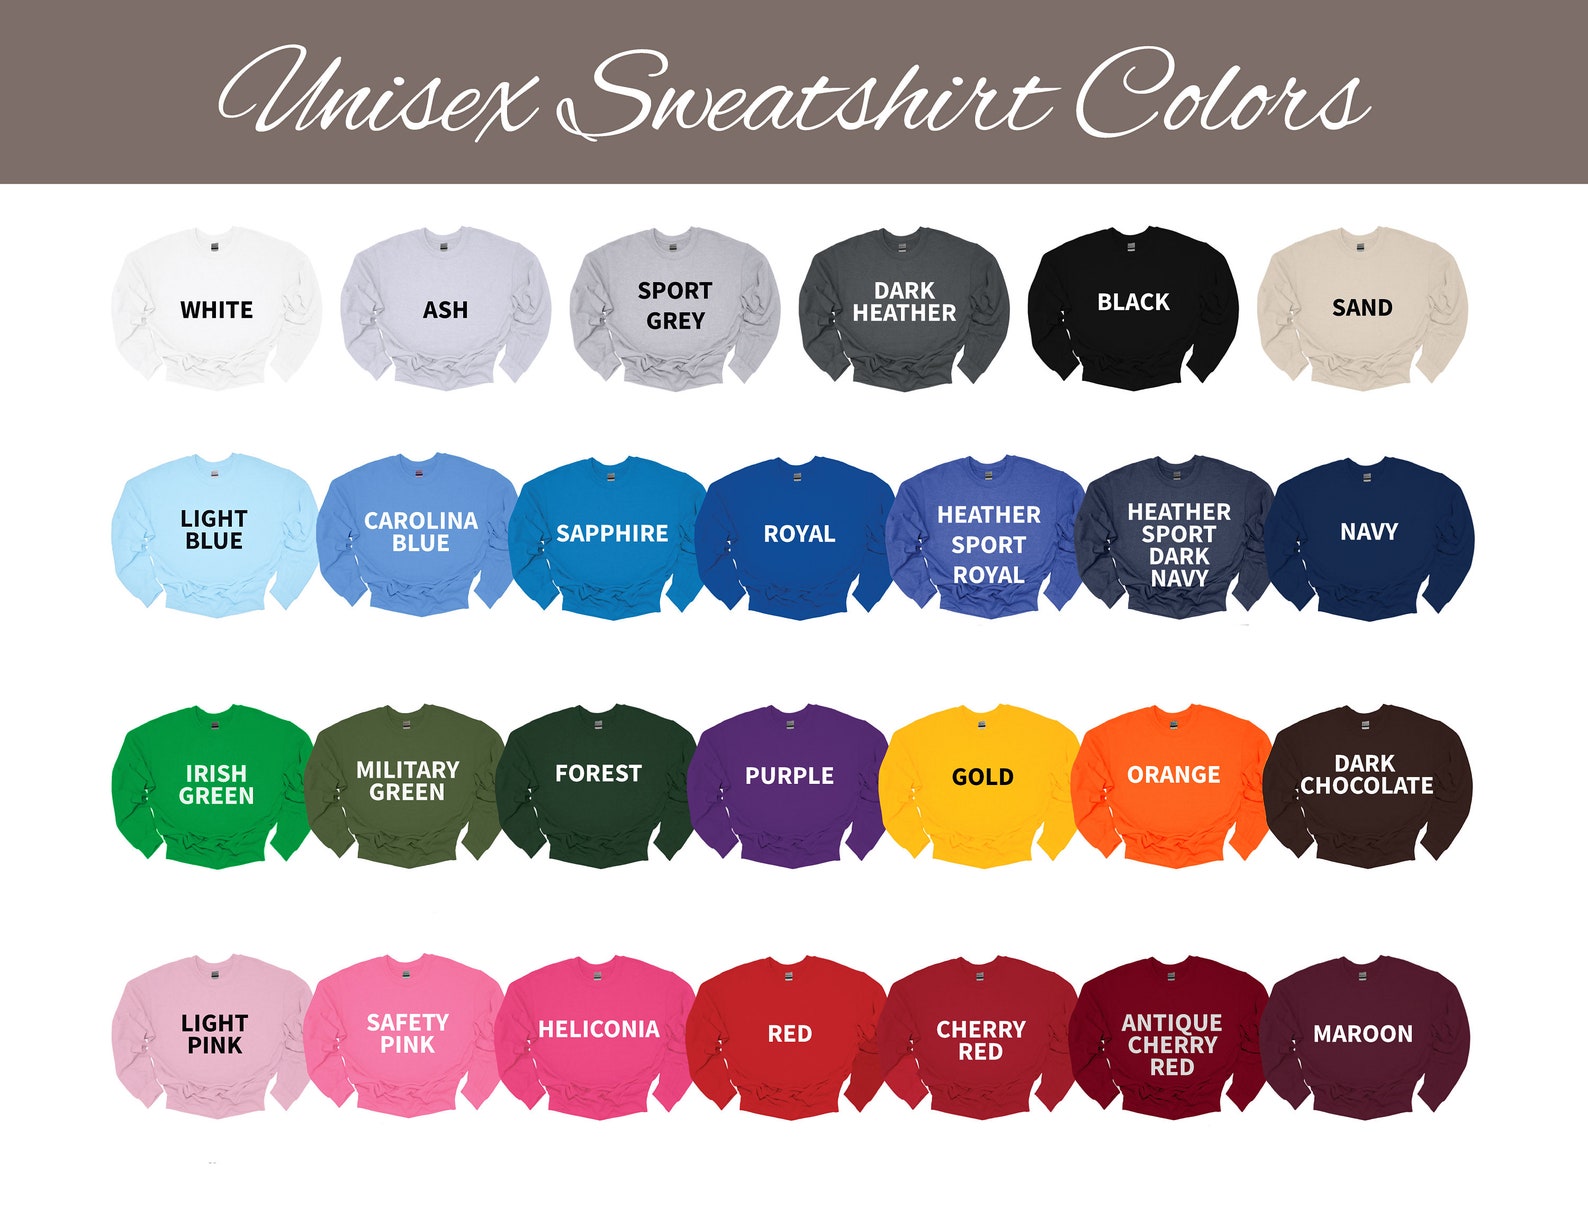 Unisex Sweatshirt Colors
WHITE
ASH
SPORT
GREY
DARK
HEATHER
BLACK
SAND
LIGHT
BLUE
CAROLINA
BLUE
SAPPHIRE
ROYAL
HEATHER
SPORT
ROYAL
HEATHER
SPORT
DARK
NAVY
NAVY
IRISH
GREEN
MILITARY
GREEN
FOREST
PURPLE
GOLD
ORANGE
DARK
CHOCOLATE
LIGHT
PINK
SAFETY
PINK
HELICONIA
RED
CHERRY
RED
ANTIQUE
CHERRY
RED
MAROON